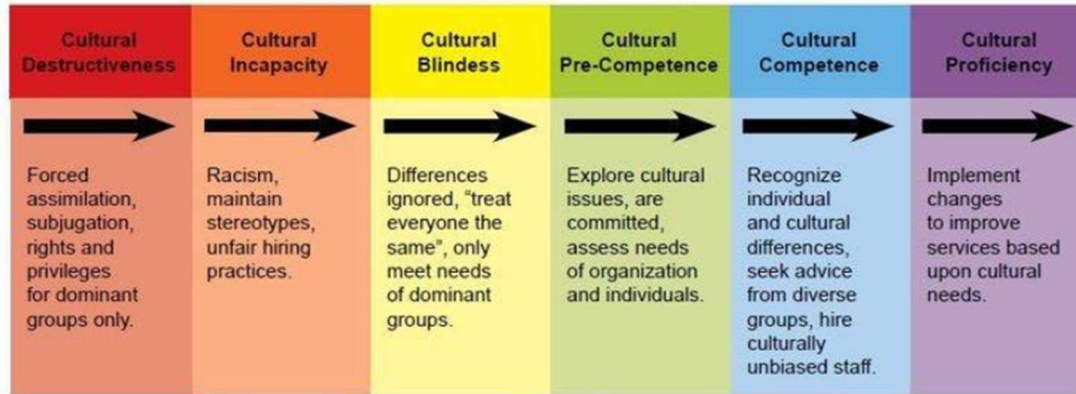 Cultural
Destructiveness
Cultural
Incapacity
Cultural
Blindess
Cultural
Pre-Competence
Cultural
Competence
Cultural
Proficiency
Forced
assimilation,
subjugation,
rights and
privileges
for dominant
groups only.
Racism,
maintain
stereotypes,
unfair hiring
practices.
Differences
ignored, “treat
everyone the
same”, only
meet needs
of dominant
groups.
Explore cultural
issues, are
committed,
assess needs
of organization
and individuals.
Recognize
individual
and cultural
differences,
seek advice
from diverse
groups, hire
culturally
unbiased staff.
Implement
changes
to improve
services based
upon cultural
needs.